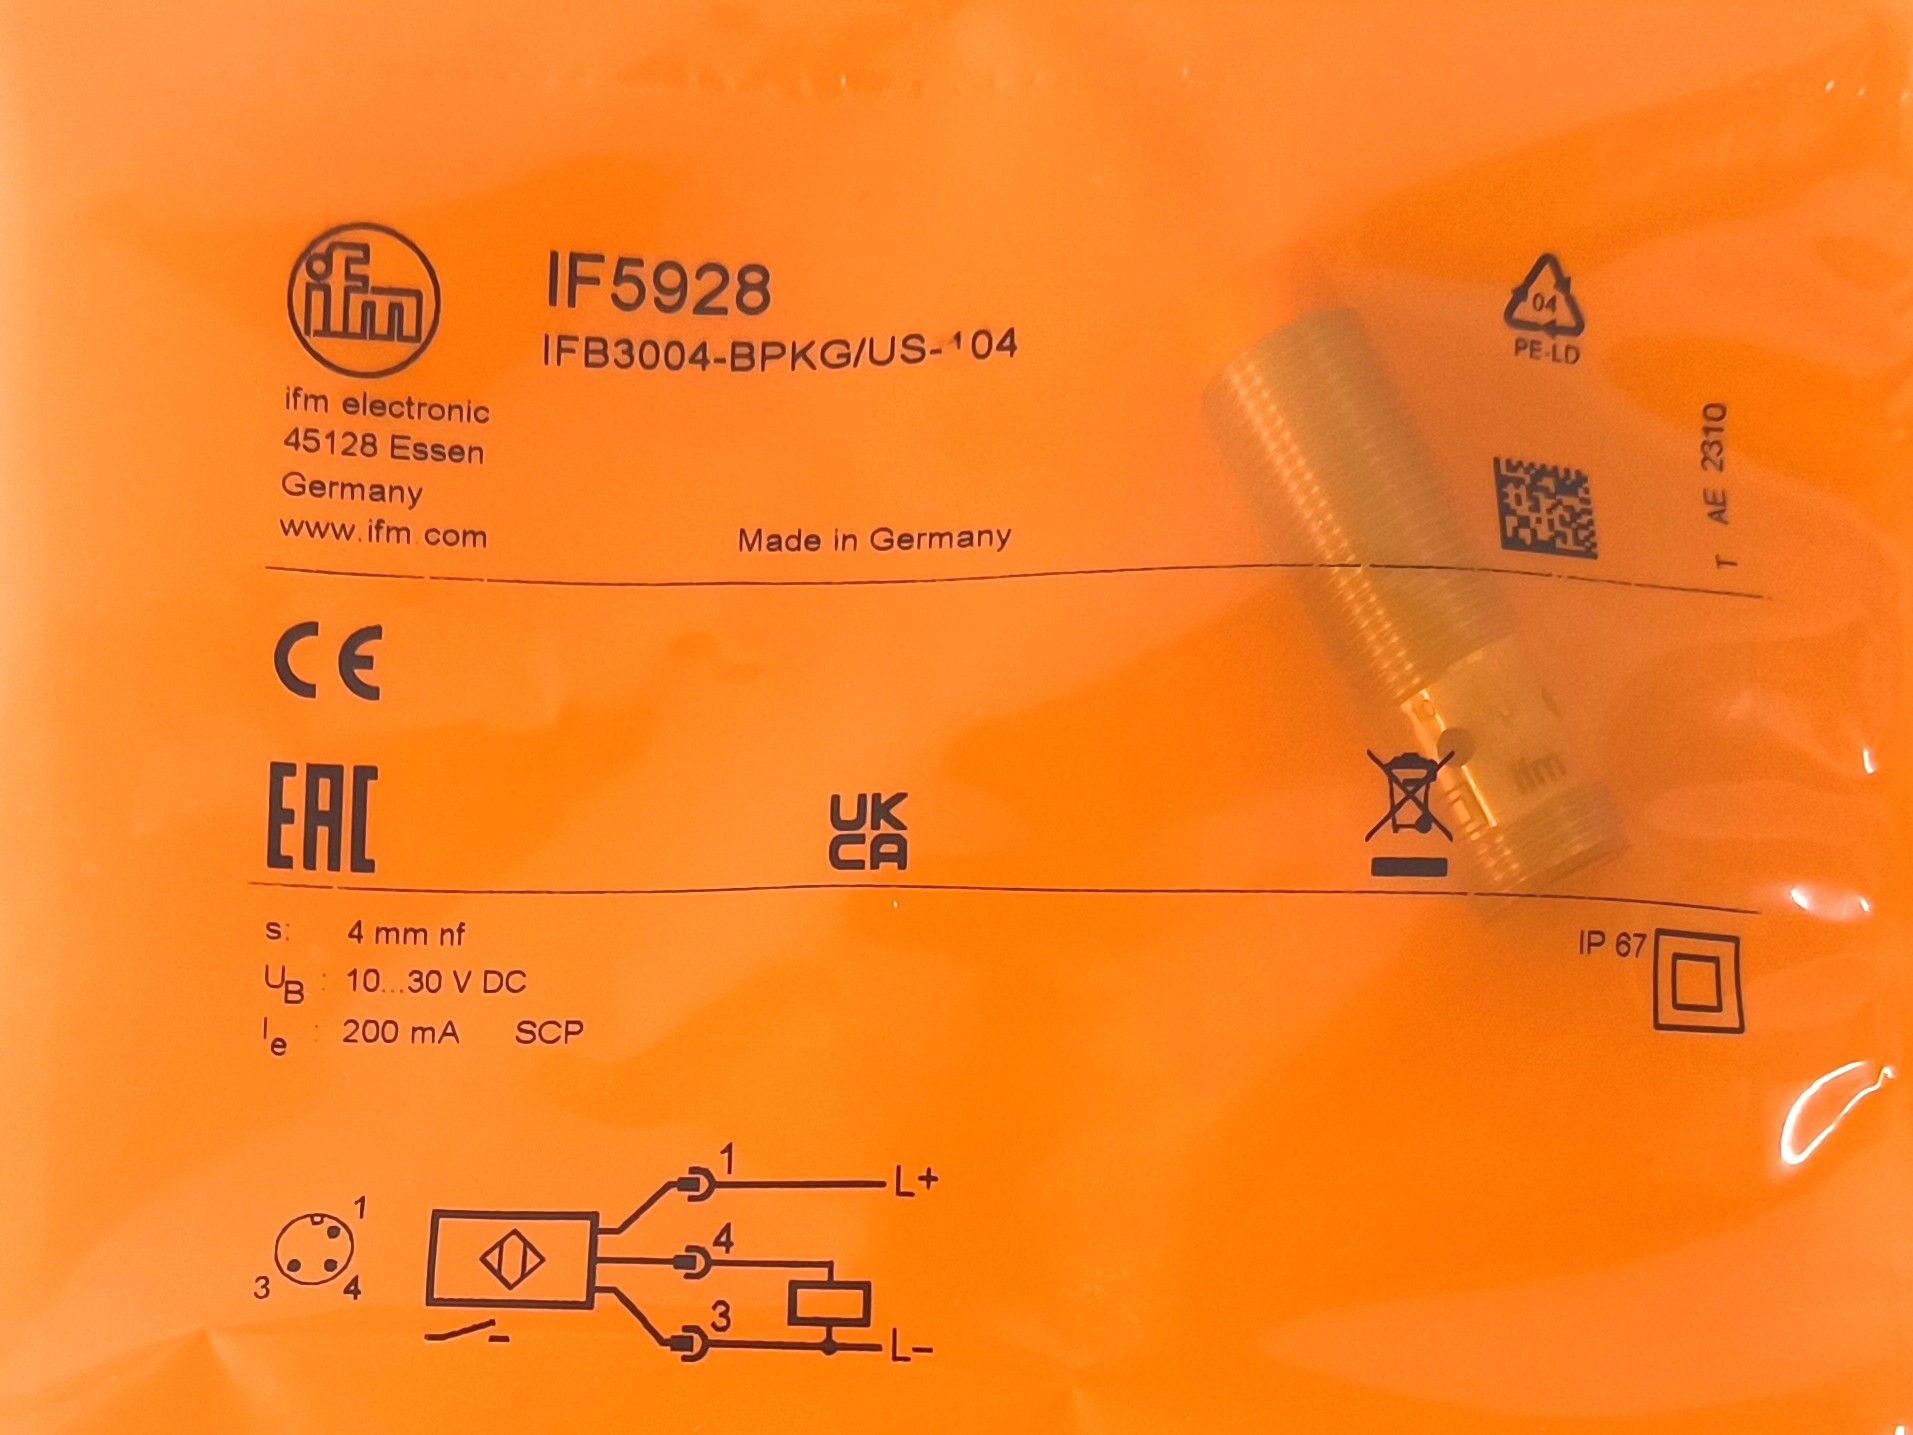 ifm
IF5928
IFB3004-BPKG/US-104
ifm electronic
45128 Essen
Germany
www.ifm.com
Made in Germany
04
PE-LD
T AE 2310
CE
EAC
UK
CA
ifm
s: 4 mm nf
UB : 10...30 V DC
Ie : 200 mA SCP
IP 67
1
3
4
1
L+
4
3
L-